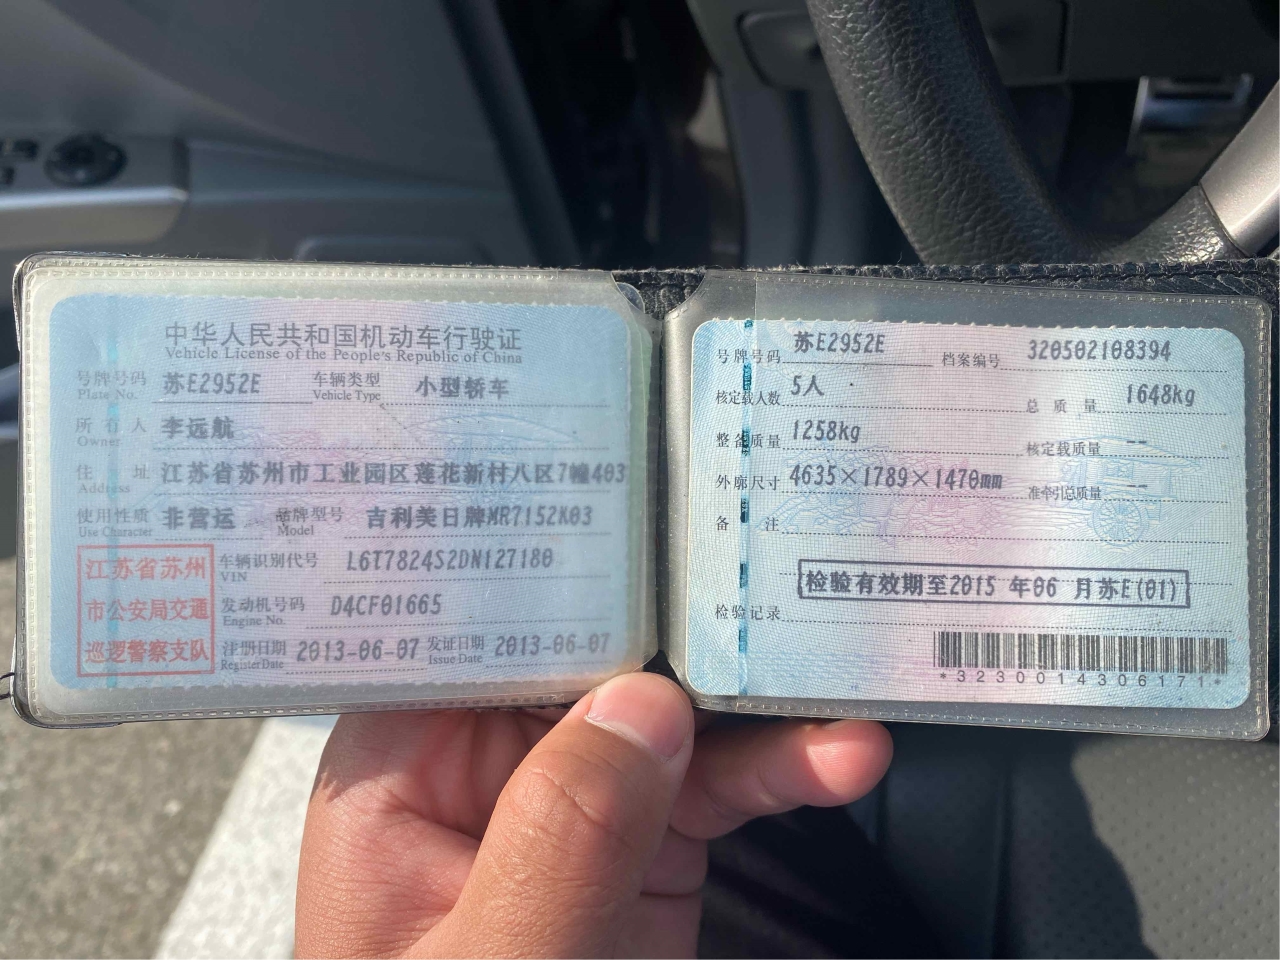 中华人民共和国机动车行驶证
Vehicle License of the People's Republic of China
号牌号码 苏E2952E 车辆类型 小型轿车
Plate No. Vehicle Type
所有人 李远航
Owner
住址 江苏省苏州市工业园区莲花新村八区7幢403
Address
使用性质 非营运 品牌型号 吉利美日牌MR7152K03
Use Character Model
江苏省苏州
市公安局交通
巡逻警察支队
车辆识别代号 L6T7824S2DN127180
VIN
发动机号码 D4CF01665
Engine No.
注册日期 2013-06-07 发证日期 2013-06-07
Register Date Issue Date
号牌号码 苏E2952E 档案编号 320502108394
核定载人数 5人 总质量 1648kg
整备质量 1258kg 核定载质量 --
外廓尺寸 4635×1789×1470mm 准牵引总质量 --
备注
检验有效期至2015 年06 月苏E(01)
检验记录
*3230014306171*